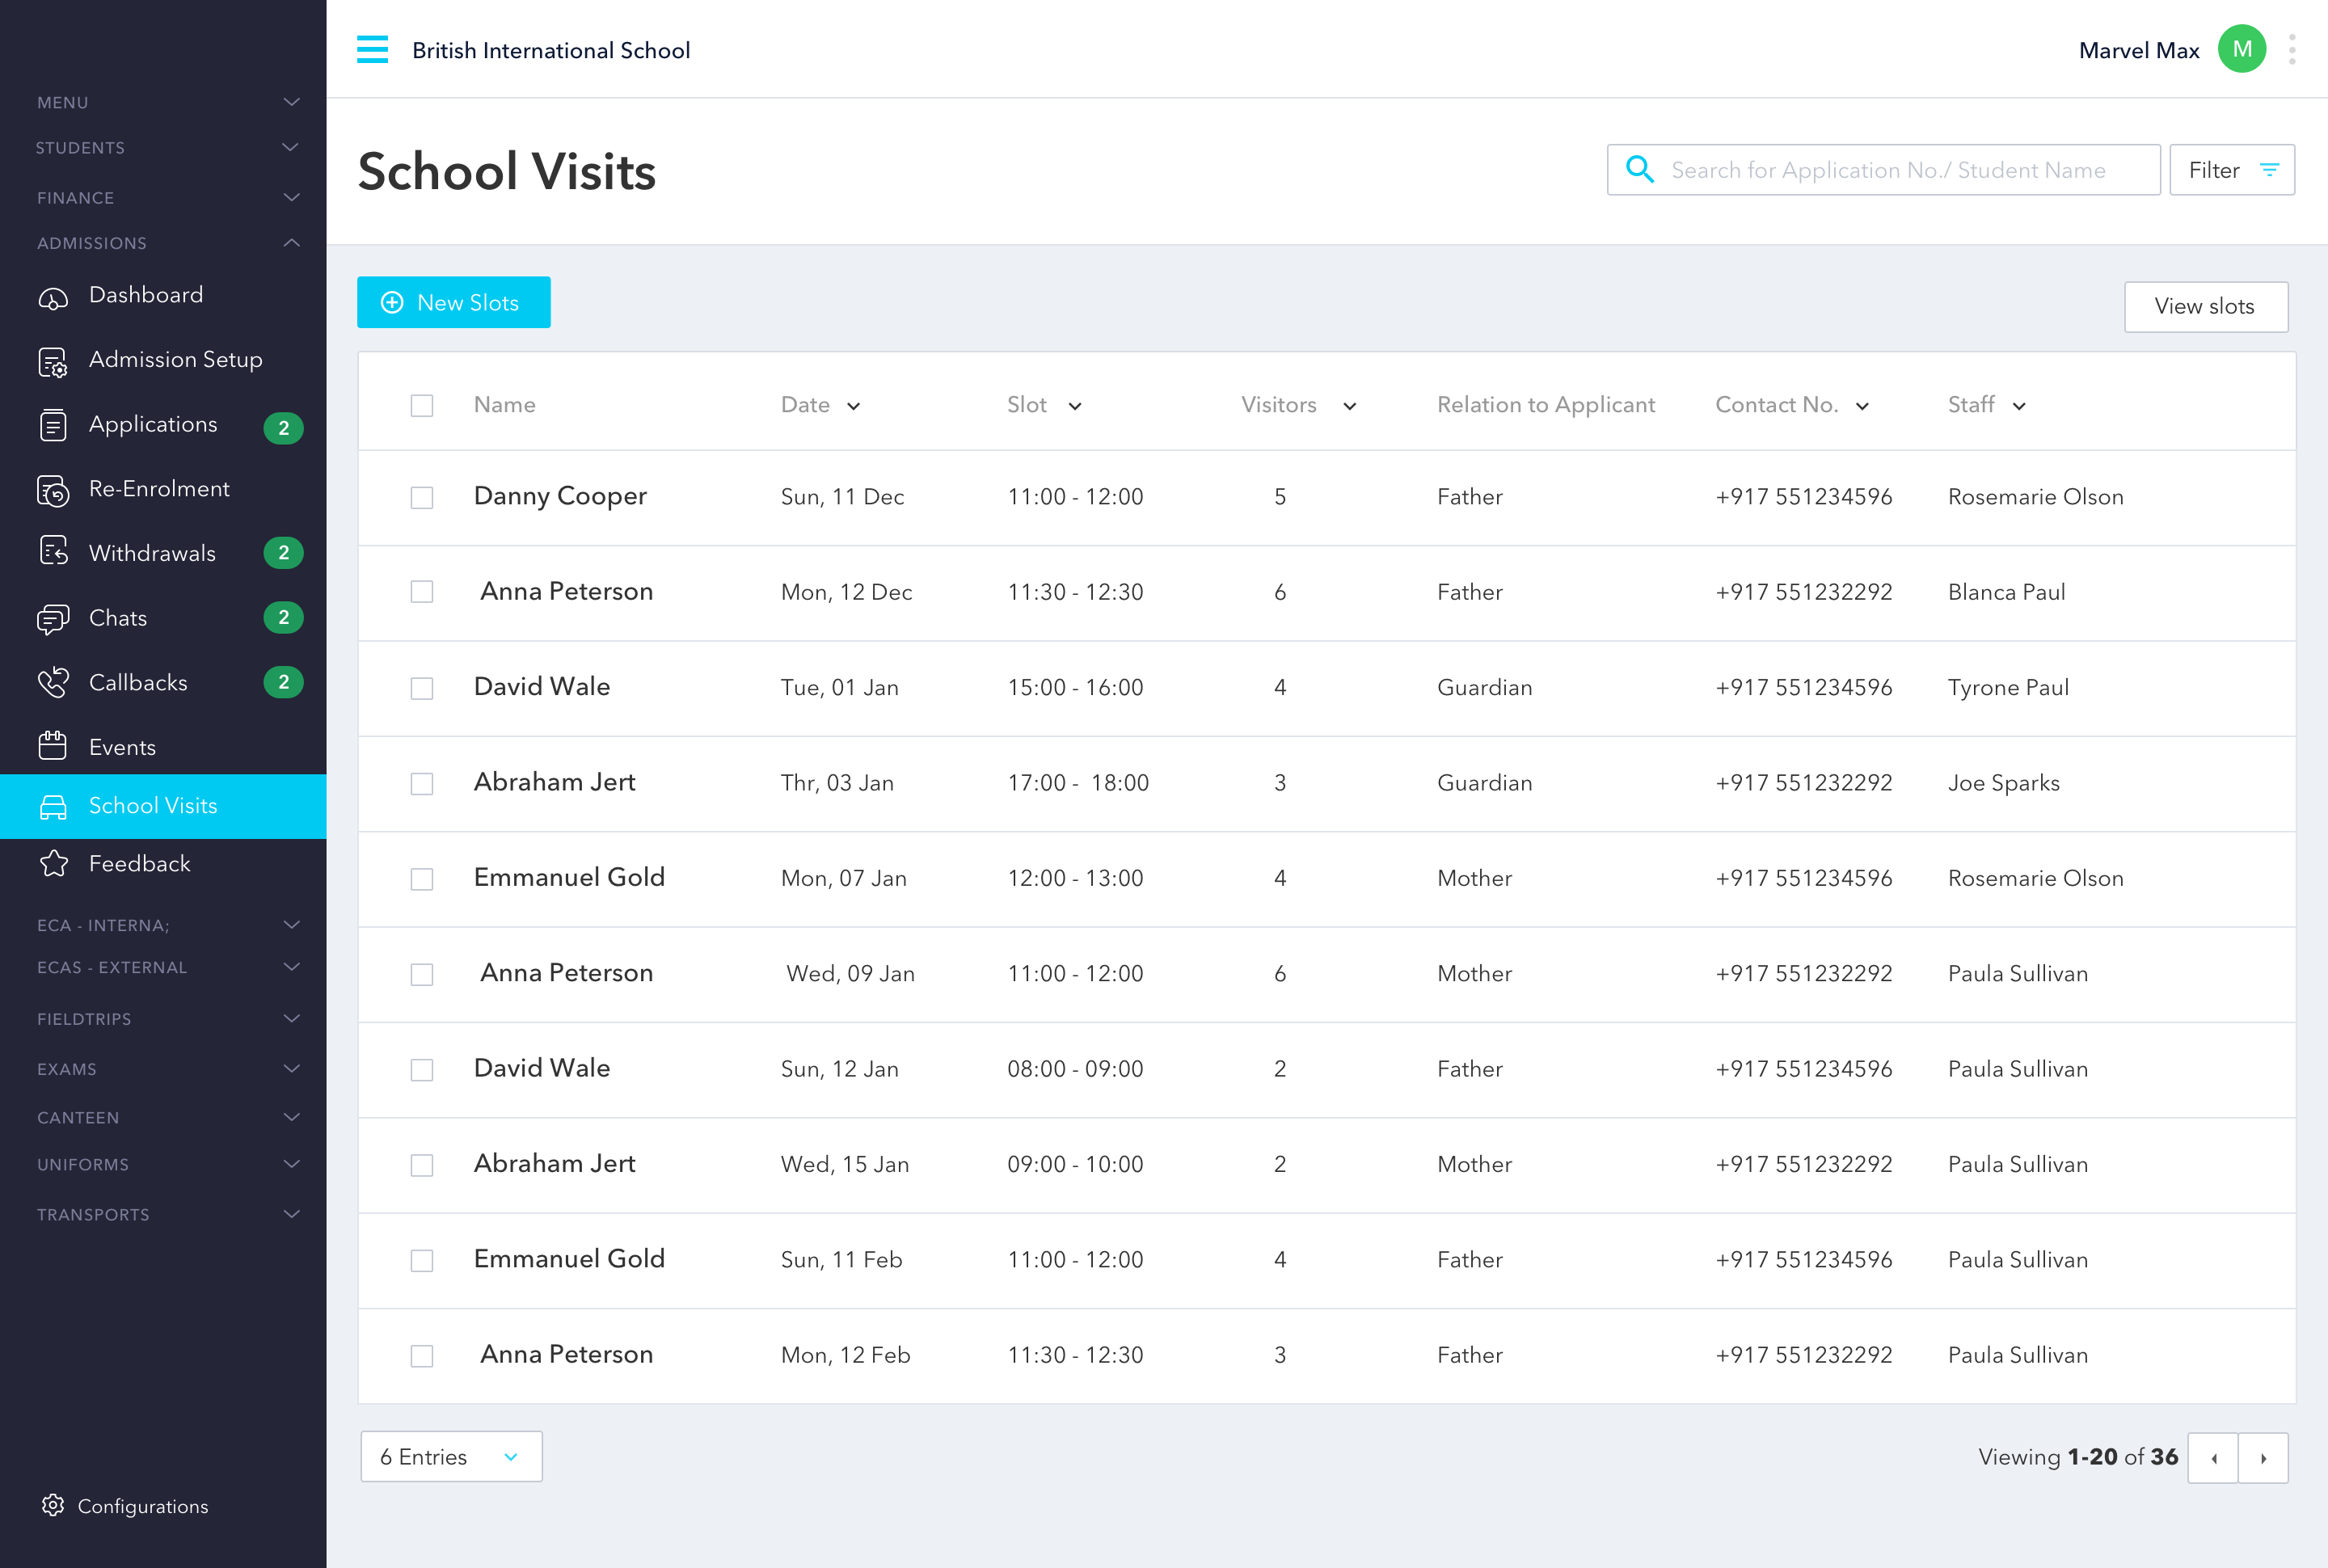 British International School
Marvel Max
M
MENU
STUDENTS
FINANCE
ADMISSIONS
Dashboard
Admission Setup
Applications 2
Re-Enrolment
Withdrawals 2
Chats 2
Callbacks 2
Events
School Visits
Feedback
ECA - INTERNA;
ECAS - EXTERNAL
FIELDTRIPS
EXAMS
CANTEEN
UNIFORMS
TRANSPORTS
Configurations
School Visits
Search for Application No./ Student Name
Filter
New Slots
View slots
Name Date Slot Visitors Relation to Applicant Contact No. Staff
Danny Cooper Sun, 11 Dec 11:00 - 12:00 5 Father +917 551234596 Rosemarie Olson
Anna Peterson Mon, 12 Dec 11:30 - 12:30 6 Father +917 551232292 Blanca Paul
David Wale Tue, 01 Jan 15:00 - 16:00 4 Guardian +917 551234596 Tyrone Paul
Abraham Jert Thr, 03 Jan 17:00 - 18:00 3 Guardian +917 551232292 Joe Sparks
Emmanuel Gold Mon, 07 Jan 12:00 - 13:00 4 Mother +917 551234596 Rosemarie Olson
Anna Peterson Wed, 09 Jan 11:00 - 12:00 6 Mother +917 551232292 Paula Sullivan
David Wale Sun, 12 Jan 08:00 - 09:00 2 Father +917 551234596 Paula Sullivan
Abraham Jert Wed, 15 Jan 09:00 - 10:00 2 Mother +917 551232292 Paula Sullivan
Emmanuel Gold Sun, 11 Feb 11:00 - 12:00 4 Father +917 551234596 Paula Sullivan
Anna Peterson Mon, 12 Feb 11:30 - 12:30 3 Father +917 551232292 Paula Sullivan
6 Entries
Viewing 1-20 of 36